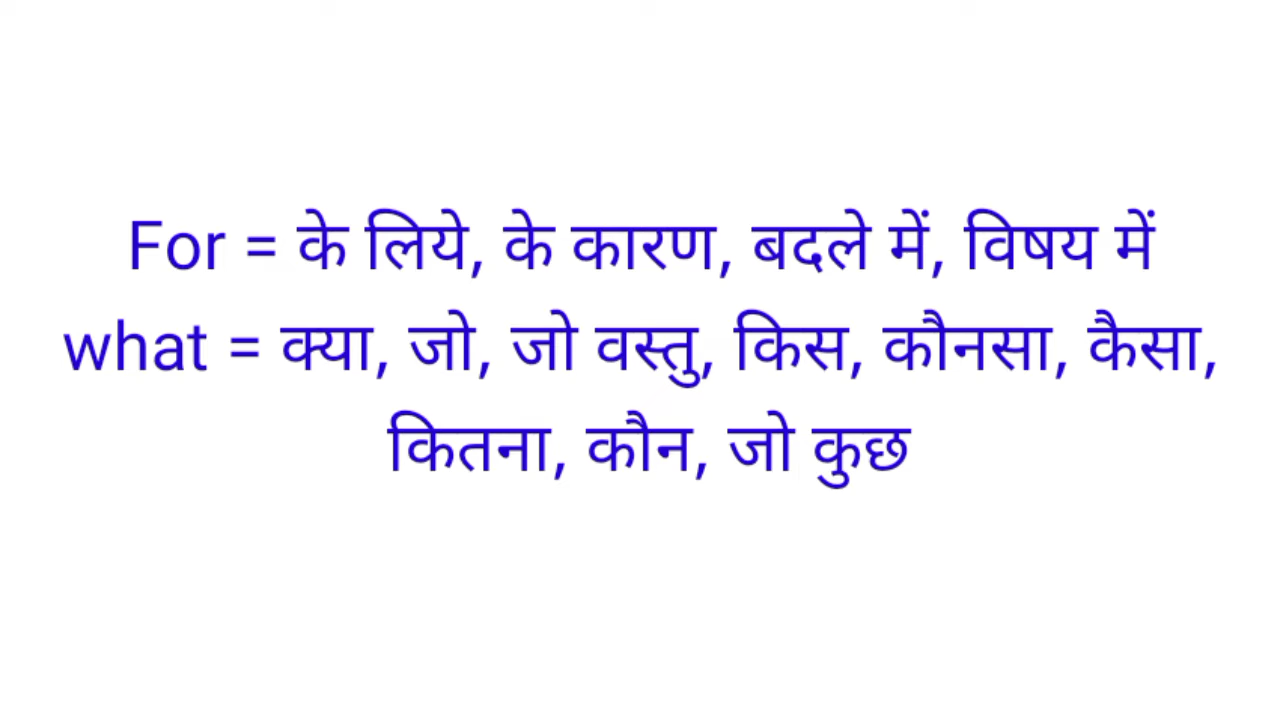 For = के लिये, के कारण, बदले में, विषय में
what = क्या, जो, जो वस्तु, किस, कौनसा, कैसा,
कितना, कौन, जो कुछ